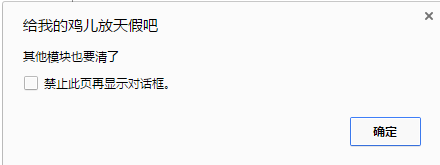 给我的鸡儿放天假吧
其他模块也要清了
禁止此页再显示对话框。
确定